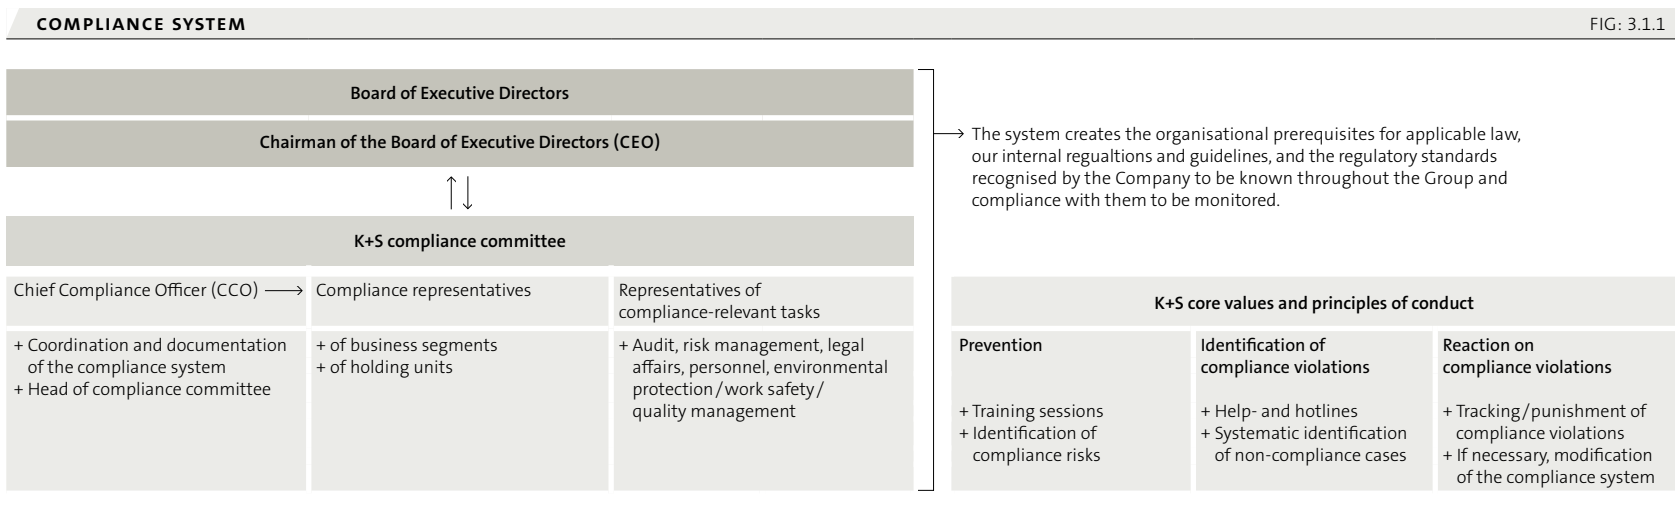 COMPLIANCE SYSTEM
FIG: 3.1.1
Board of Executive Directors
Chairman of the Board of Executive Directors (CEO)
K+S compliance committee
Chief Compliance Officer (CCO)
+ Coordination and documentation
of the compliance system
+ Head of compliance committee
Compliance representatives
+ of business segments
+ of holding units
Representatives of
compliance-relevant tasks
+ Audit, risk management, legal
affairs, personnel, environmental
protection / work safety /
quality management
The system creates the organisational prerequisites for applicable law,
our internal regualtions and guidelines, and the regulatory standards
recognised by the Company to be known throughout the Group and
compliance with them to be monitored.
K+S core values and principles of conduct
Prevention
+ Training sessions
+ Identification of
compliance risks
Identification of
compliance violations
+ Help- and hotlines
+ Systematic identification
of non-compliance cases
Reaction on
compliance violations
+ Tracking / punishment of
compliance violations
+ If necessary, modification
of the compliance system